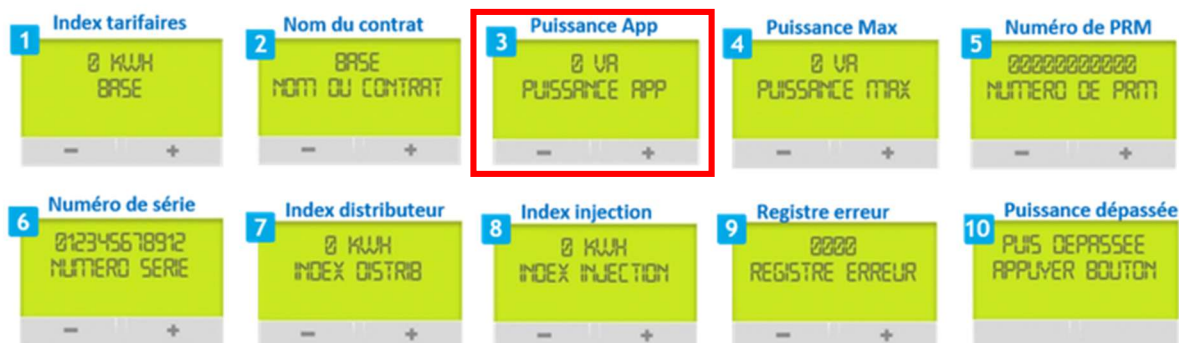 1 Index tarifaires
0 KWH
BASE
- +
2 Nom du contrat
BASE
NOM DU CONTRAT
- +
3 Puissance App
0 VA
PUISSANCE APP
- +
4 Puissance Max
0 VA
PUISSANCE MAX
- +
5 Numéro de PRM
00000000000
NUMERO DE PRM
- +
6 Numéro de série
012345678912
NUMERO SERIE
- +
7 Index distributeur
0 KWH
INDEX DISTRIB
- +
8 Index injection
0 KWH
INDEX INJECTION
- +
9 Registre erreur
0000
REGISTRE ERREUR
- +
10 Puissance dépassée
PUIS DEPASSEE
APPUYER BOUTON